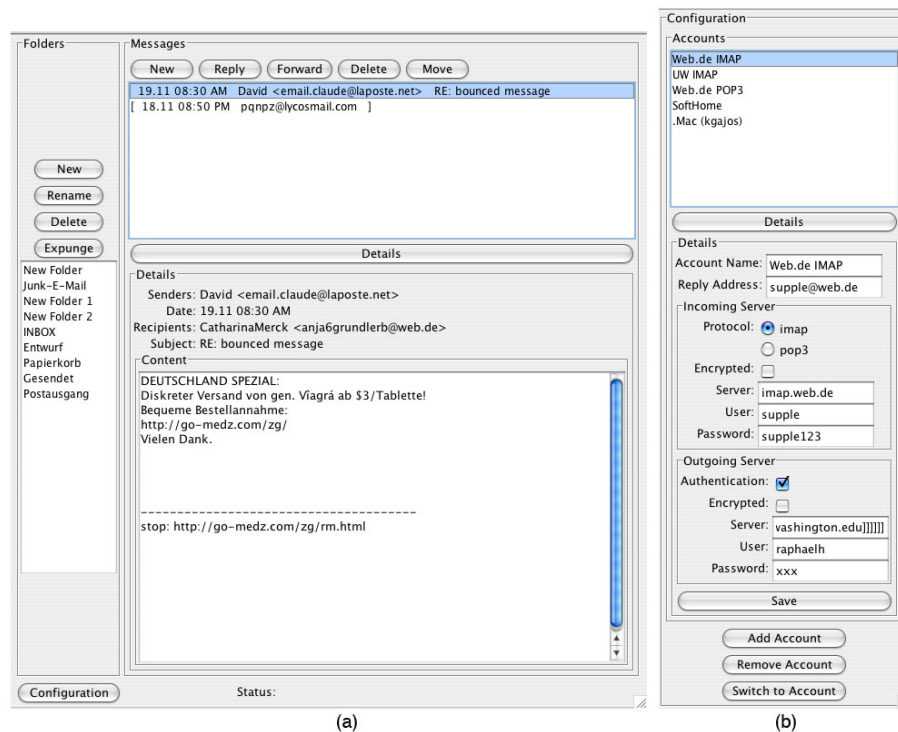 Folders
New
Rename
Delete
Expunge
New Folder
Junk-E-Mail
New Folder 1
New Folder 2
INBOX
Entwurf
Papierkorb
Gesendet
Postausgang
Configuration
Messages
New Reply Forward Delete Move
19.11 08:30 AM David <email.claude@laposte.net> RE: bounced message
[ 18.11 08:50 PM pqnpz@lycosmail.com ]
Details
Details
Senders: David <email.claude@laposte.net>
Date: 19.11 08:30 AM
Recipients: CatharinaMerck <anja6grundlerb@web.de>
Subject: RE: bounced message
Content
DEUTSCHLAND SPEZIAL:
Diskreter Versand von gen. Vîagrá ab $3/Tablette!
Bequeme Bestellannahme:
http://go-medz.com/zg/
Vielen Dank.
--------------------------------------
stop: http://go-medz.com/zg/rm.html
Status:
(a)
Configuration
Accounts
Web.de IMAP
UW IMAP
Web.de POP3
SoftHome
.Mac (kgajos)
Details
Details
Account Name: Web.de IMAP
Reply Address: supple@web.de
Incoming Server
Protocol: imap
pop3
Encrypted:
Server: imap.web.de
User: supple
Password: supple123
Outgoing Server
Authentication:
Encrypted:
Server: vashington.edu]]]]]]
User: raphaelh
Password: xxx
Save
Add Account
Remove Account
Switch to Account
(b)